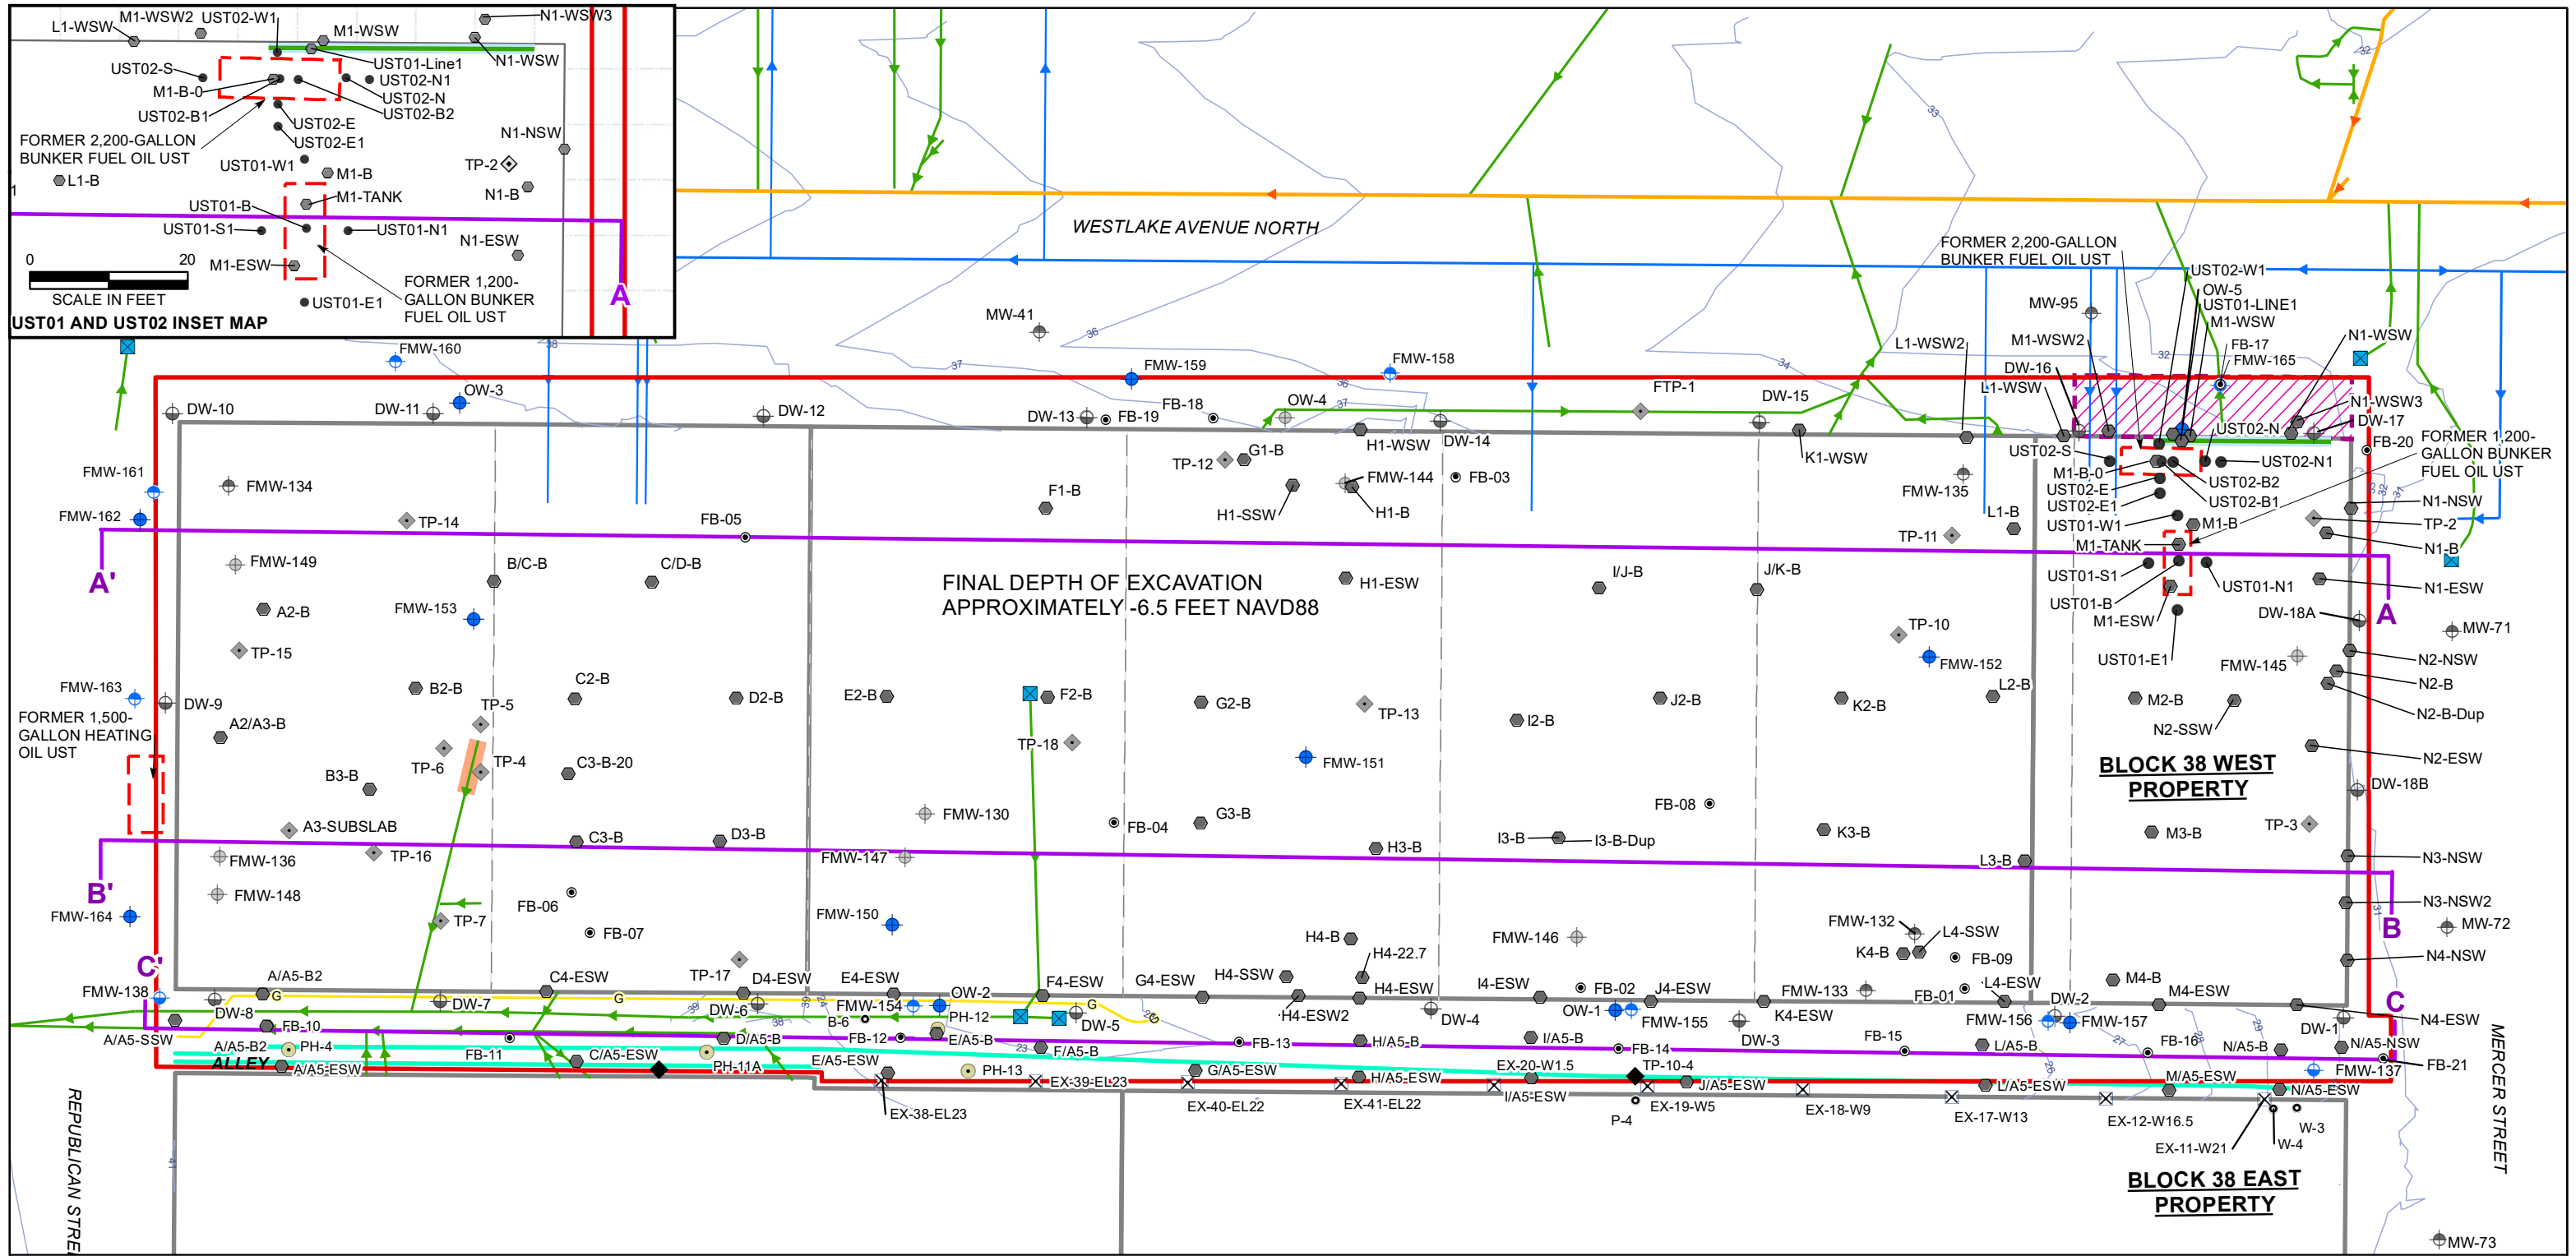 L1-WSW
M1-WSW2
UST02-W1
M1-WSW
N1-WSW3
N1-WSW
UST01-Line1
UST02-S
UST02-N1
M1-B-0
UST02-N
UST02-B1
UST02-B2
UST02-E
FORMER 2,200-GALLON
BUNKER FUEL OIL UST
UST02-E1
N1-NSW
UST01-W1
TP-2
L1-B
M1-B
1
N1-B
M1-TANK
UST01-B
UST01-S1
UST01-N1
N1-ESW
M1-ESW
0
20
SCALE IN FEET
FORMER 1,200-
GALLON BUNKER
FUEL OIL UST
UST01-E1
A
UST01 AND UST02 INSET MAP
WESTLAKE AVENUE NORTH
32
33
34
36
36
37
37
38
32
FORMER 2,200-GALLON
BUNKER FUEL OIL UST
UST02-W1
OW-5
UST01-LINE1
M1-WSW
MW-95
MW-41
L1-WSW2
M1-WSW2
N1-WSW
FB-17
FMW-165
DW-16
L1-WSW
FMW-160
FMW-159
FMW-158
FTP-1
DW-15
OW-3
DW-10
DW-11
DW-12
DW-13
FB-19
FB-18
OW-4
DW-14
H1-WSW
K1-WSW
N1-WSW3
DW-17
UST02-N
FB-20
FORMER 1,200-
GALLON BUNKER
FUEL OIL UST
UST02-S
UST02-N1
M1-B-0
UST02-B2
UST02-E
UST02-B1
UST02-E1
33
32
31
FMW-161
FMW-134
TP-12
G1-B
FMW-144
FB-03
FMW-135
N1-NSW
FMW-162
TP-14
FB-05
F1-B
H1-SSW
H1-B
L1-B
UST01-W1
M1-B
TP-2
TP-11
M1-TANK
N1-B
A'
FMW-149
B/C-B
C/D-B
FINAL DEPTH OF EXCAVATION
APPROXIMATELY -6.5 FEET NAVD88
H1-ESW
I/J-B
J/K-B
UST01-S1
UST01-N1
N1-ESW
A
A2-B
FMW-153
UST01-B
M1-ESW
DW-18A
MW-71
TP-15
TP-10
FMW-152
UST01-E1
FMW-145
N2-NSW
N2-B
FMW-163
DW-9
B2-B
TP-5
C2-B
D2-B
E2-B
F2-B
G2-B
TP-13
I2-B
J2-B
K2-B
L2-B
M2-B
N2-SSW
N2-B-Dup
FORMER 1,500-
GALLON HEATING
OIL UST
A2/A3-B
TP-6
TP-4
TP-18
FMW-151
N2-ESW
BLOCK 38 WEST
PROPERTY
B3-B
C3-B-20
DW-18B
A3-SUBSLAB
D3-B
FMW-130
FB-04
G3-B
FB-08
I3-B
I3-B-Dup
K3-B
M3-B
TP-3
C3-B
B'
FMW-136
TP-16
FMW-147
H3-B
L3-B
N3-NSW
FMW-148
FB-06
N3-NSW2
31
B
MW-72
FMW-164
TP-7
FB-07
FMW-150
H4-B
FMW-146
FMW-132
L4-SSW
K4-B
FB-09
N4-NSW
C'
A/A5-B2
C4-ESW
TP-17
D4-ESW
E4-ESW
F4-ESW
G4-ESW
H4-SSW
H4-22.7
H4-ESW
I4-ESW
FB-02
J4-ESW
FMW-133
FB-01
L4-ESW
M4-B
C
FMW-138
G
G
G
G
DW-8
DW-7
DW-6
39
38
39
24
FMW-154
OW-2
PH-12
DW-5
25
H4-ESW2
DW-4
OW-1
FMW-155
DW-3
K4-ESW
DW-2
M4-ESW
FMW-156
FMW-157
DW-1
N4-ESW
A/A5-SSW
FB-10
FB-11
B-6
FB-12
E/A5-B
D/A5-B
23
F/A5-B
FB-13
H/A5-B
I/A5-B
FB-14
FB-15
L/A5-B
26
27
FB-16
28
29
N/A5-B
N/A5-NSW
FB-21
A/A5-B2
PH-4
ALLEY
A/A5-ESW
C/A5-ESW
PH-11A
E/A5-ESW
PH-13
EX-39-EL23
G/A5-ESW
H/A5-ESW
EX-20-W1.5
TP-10-4
J/A5-ESW
L/A5-ESW
M/A5-ESW
FMW-137
N/A5-ESW
EX-38-EL23
EX-40-EL22
EX-41-EL22
I/A5-ESW
P-4
EX-19-W5
EX-18-W9
EX-17-W13
EX-12-W16.5
W-3
W-4
EX-11-W21
REPUBLICAN STREE
41
MERCER STREET
BLOCK 38 EAST
PROPERTY
MW-73